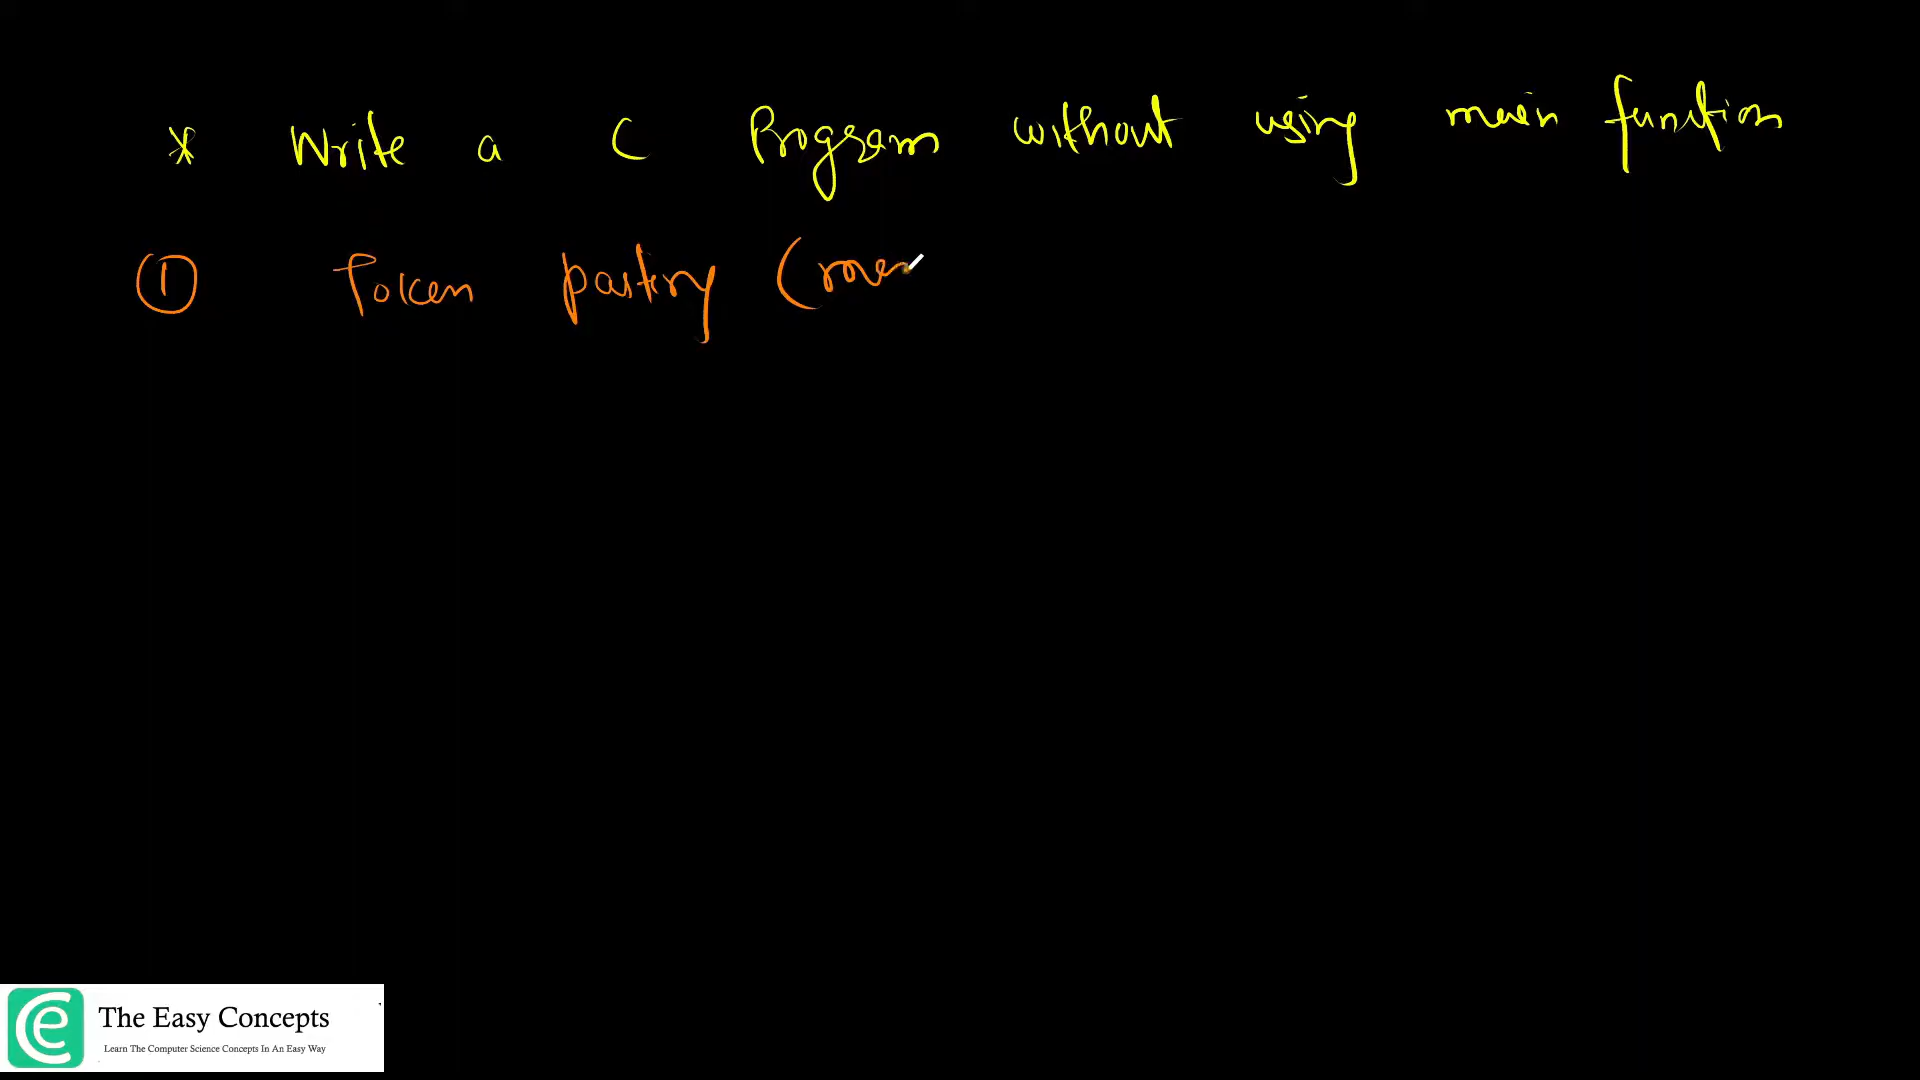 * Write a C Program without using main function
① Token pasting (
The Easy Concepts
Learn The Computer Science Concepts In An Easy Way